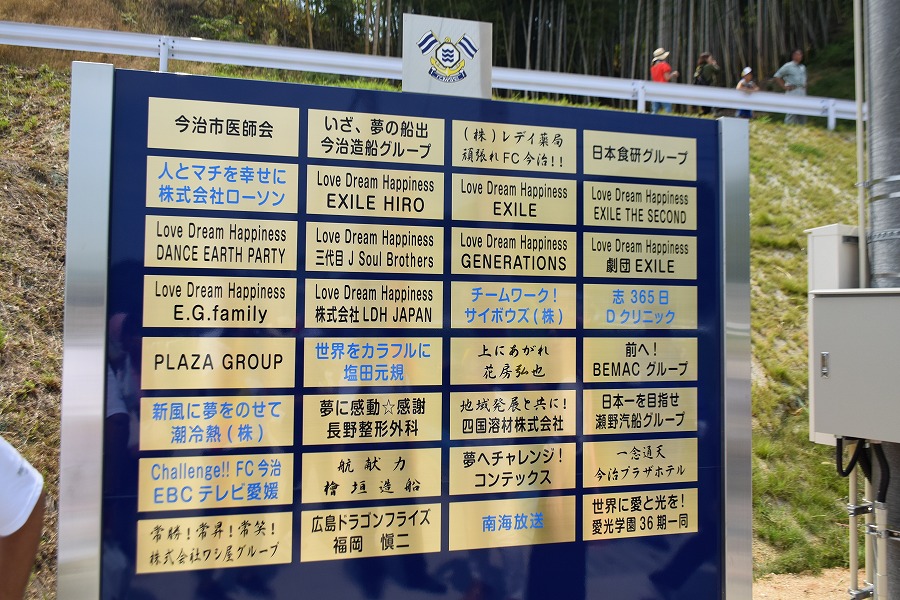 今治市医師会
いざ、夢の船出
今治造船グループ
(株)レデイ薬局
頑張れFC今治!!
日本食研グループ
人とマチを幸せに
株式会社ローソン
Love Dream Happiness
EXILE HIRO
Love Dream Happiness
EXILE
Love Dream Happiness
EXILE THE SECOND
Love Dream Happiness
DANCE EARTH PARTY
Love Dream Happiness
三代目 J Soul Brothers
Love Dream Happiness
GENERATIONS
Love Dream Happiness
劇団EXILE
Love Dream Happiness
E.G.family
Love Dream Happiness
株式会社LDH JAPAN
チームワーク!
サイボウズ(株)
志 365日
Dクリニック
PLAZA GROUP
世界をカラフルに
塩田元規
上にあがれ
花房弘也
前へ!
BEMAC グループ
新風に夢をのせて
潮冷熱(株)
夢に感動☆感謝
長野整形外科
地域発展と共に!
四国溶材株式会社
日本一を目指せ
瀬野汽船グループ
Challenge!! FC今治
EBCテレビ愛媛
航献力
檜垣造船
夢へチャレンジ!
コンテックス
一念通天
今治プラザホテル
常勝!常昇!常笑!
株式会社ワシ屋グループ
広島ドラゴンフライズ
福岡 愼二
南海放送
世界に愛と光を!
愛光学園36期一同